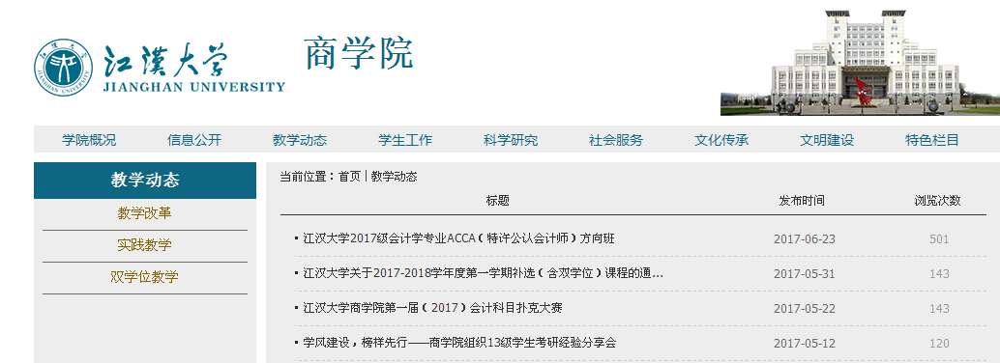 江漢大学
JIANGHAN UNIVERSITY
商学院
学院概况 信息公开 教学动态 学生工作 科学研究 社会服务 文化传承 文明建设 特色栏目
教学动态
教学改革
实践教学
双学位教学
当前位置：首页 | 教学动态
标题 发布时间 浏览次数
江汉大学2017级会计学专业ACCA（特许公认会计师）方向班 2017-06-23 501
江汉大学关于2017-2018学年度第一学期补选（含双学位）课程的通... 2017-05-31 143
江汉大学商学院第一届（2017）会计科目扑克大赛 2017-05-22 143
学风建设，榜样先行——商学院组织13级学生考研经验分享会 2017-05-12 120